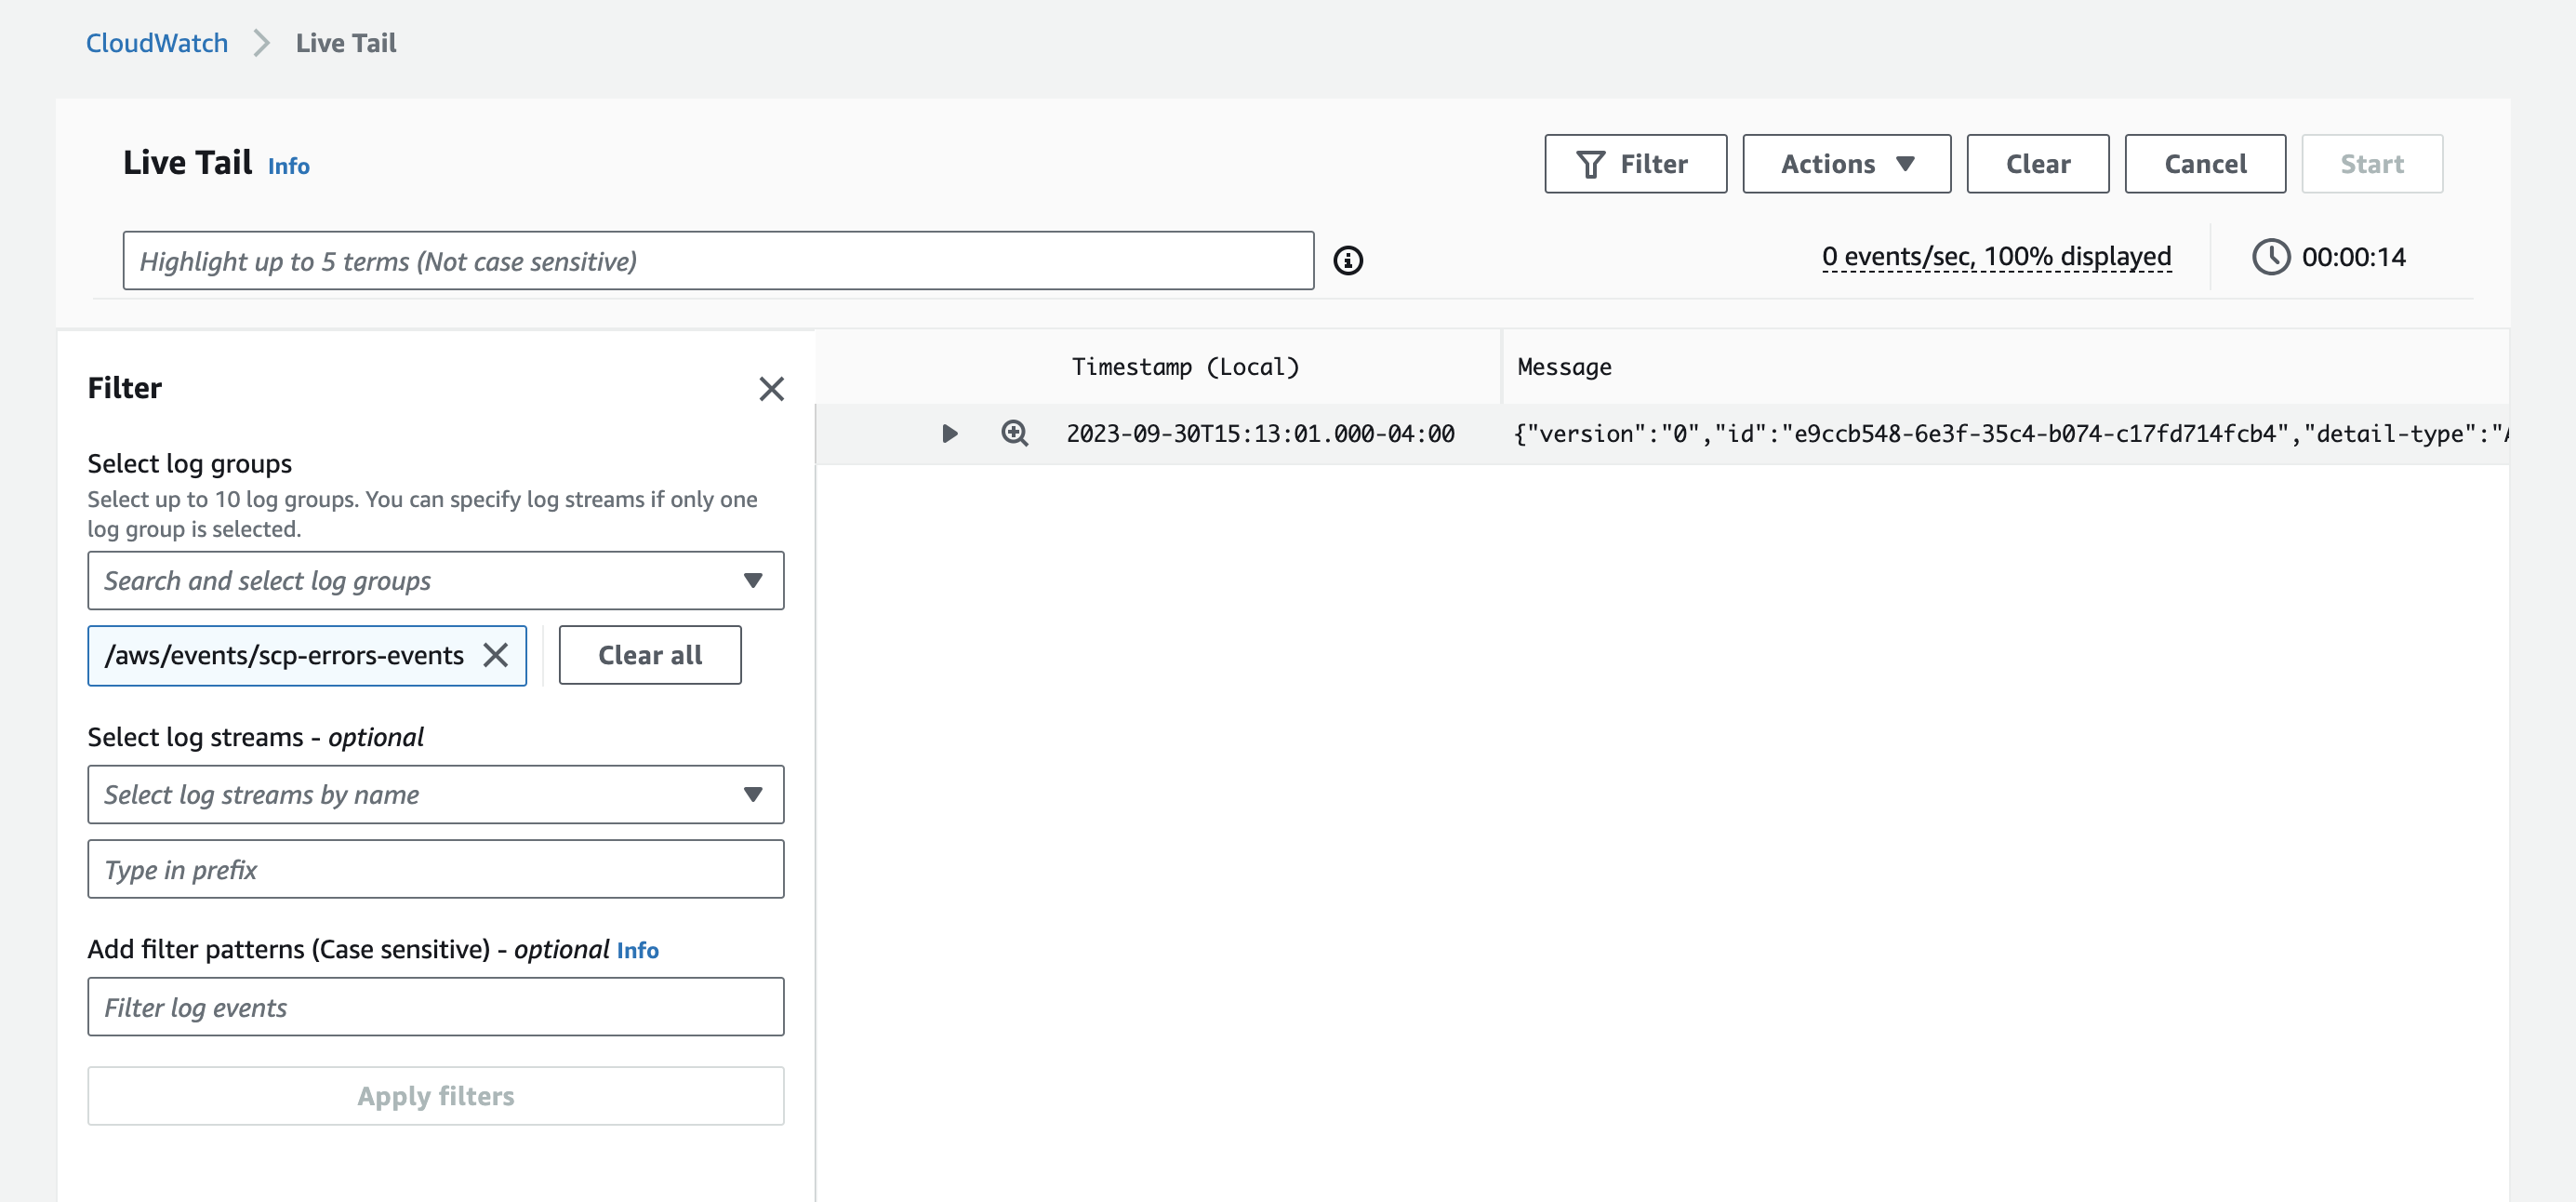 CloudWatch Live Tail
Live Tail Info
Filter Actions Clear Cancel Start
Highlight up to 5 terms (Not case sensitive)
0 events/sec, 100% displayed 00:00:14
Filter
Select log groups
Select up to 10 log groups. You can specify log streams if only one
log group is selected.
Search and select log groups
/aws/events/scp-errors-events Clear all
Select log streams - optional
Select log streams by name
Type in prefix
Add filter patterns (Case sensitive) - optional Info
Filter log events
Apply filters
Timestamp (Local) Message
2023-09-30T15:13:01.000-04:00 {"version":"0","id":"e9ccb548-6e3f-35c4-b074-c17fd714fcb4","detail-type":"A